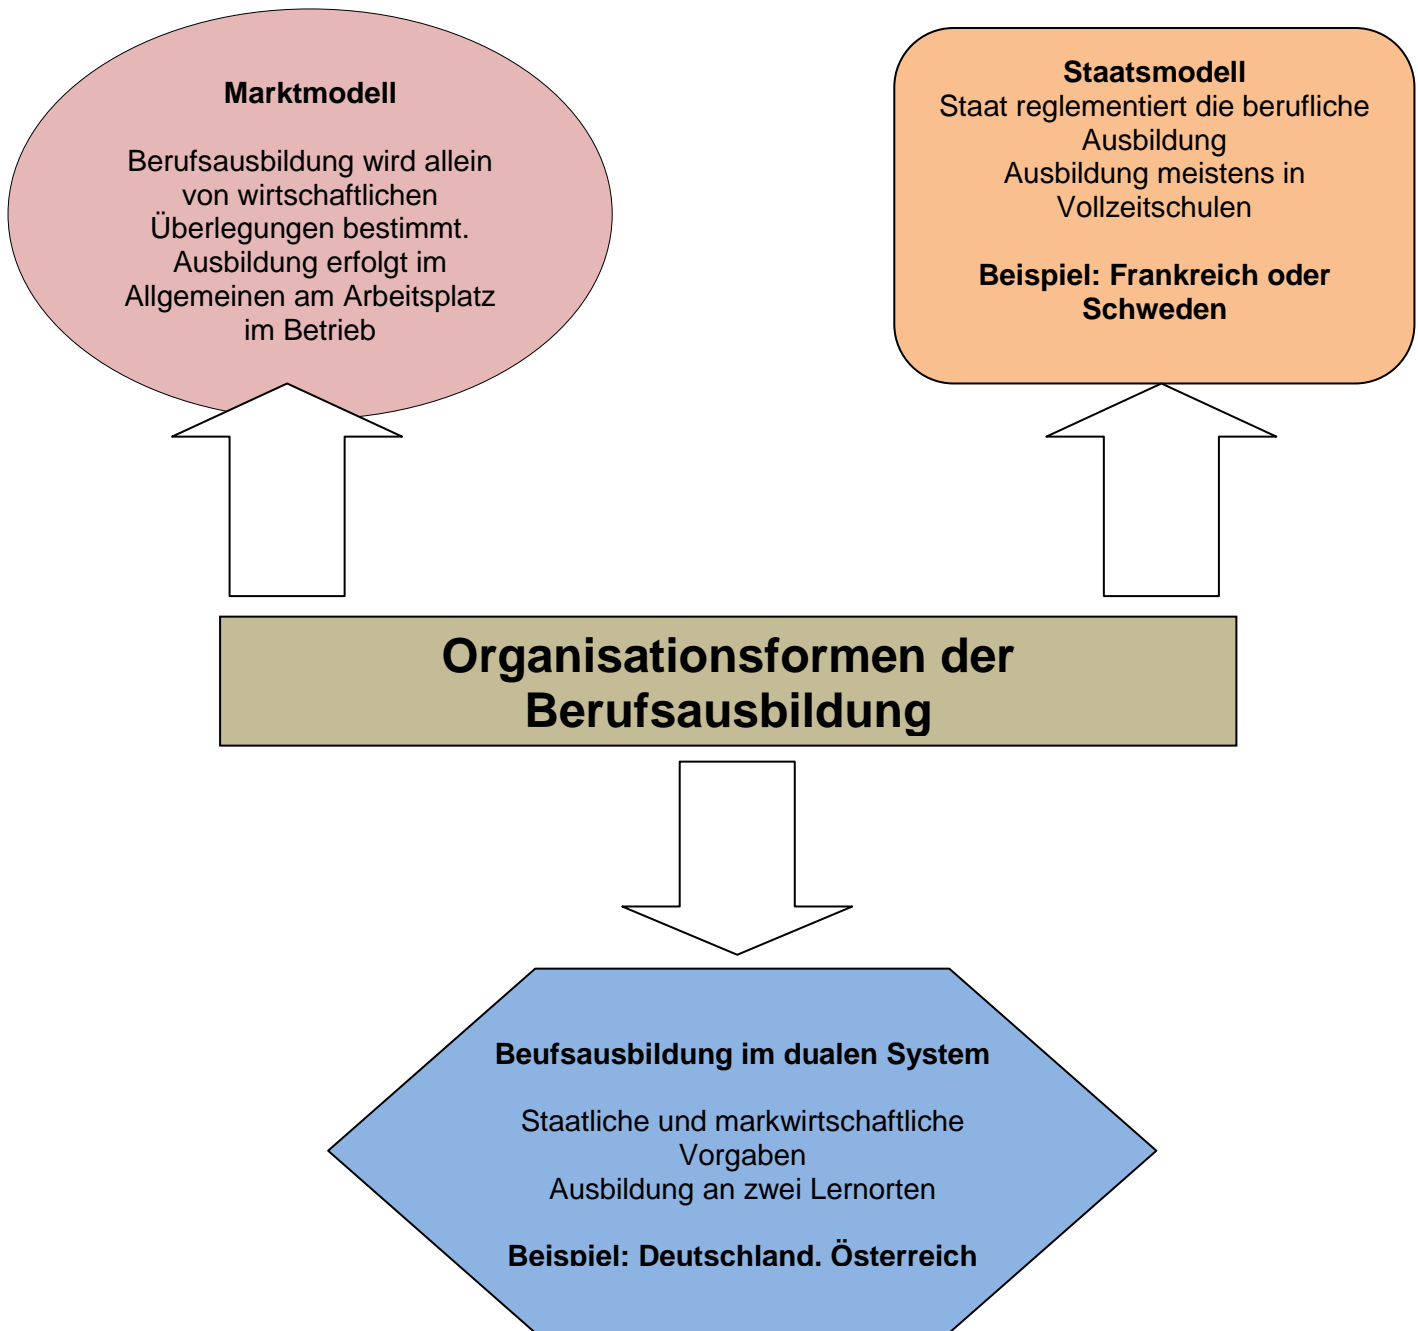 Marktmodell
Berufsausbildung wird allein
von wirtschaftlichen
Überlegungen bestimmt.
Ausbildung erfolgt im
Allgemeinen am Arbeitsplatz
im Betrieb
Staatsmodell
Staat reglementiert die berufliche
Ausbildung
Ausbildung meistens in
Vollzeitschulen
Beispiel: Frankreich oder
Schweden
Organisationsformen der
Berufsausbildung
Beufsausbildung im dualen System
Staatliche und markwirtschaftliche
Vorgaben
Ausbildung an zwei Lernorten
Beispiel: Deutschland, Österreich